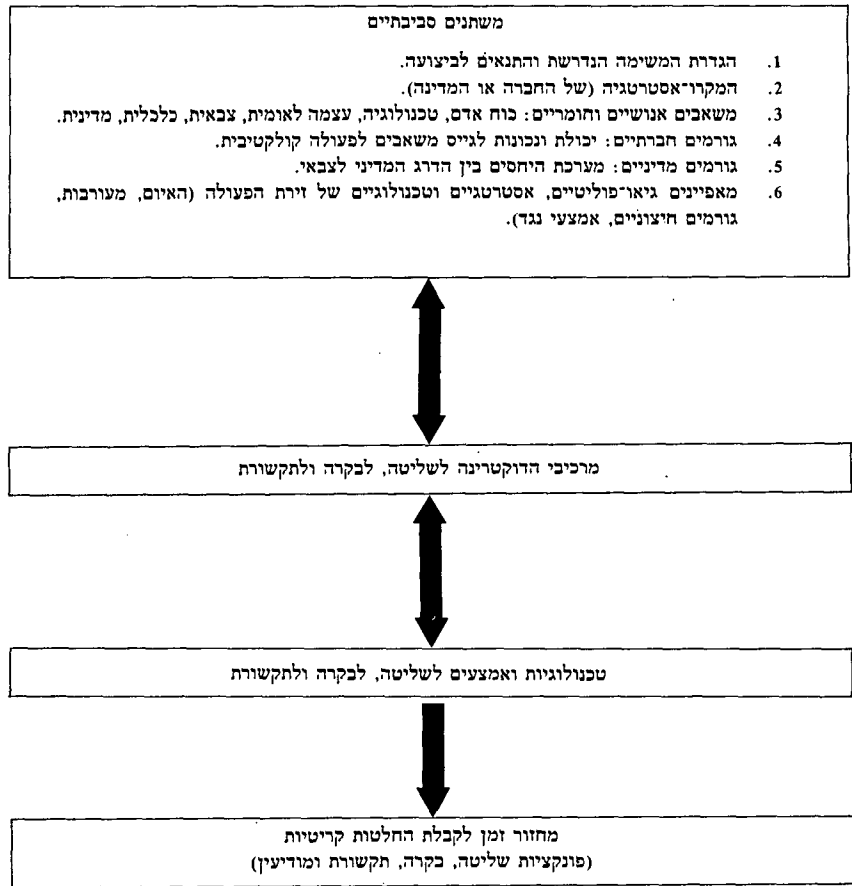 משתנים סביבתיים
1. הגדרת המשימה הנדרשת והתנאים לביצועה.
2. המקרו־אסטרטגיה (של החברה או המדינה).
3. משאבים אנושיים וחומריים: כוח אדם, טכנולוגיה, עצמה לאומית, צבאית, כלכלית, מדינית.
4. גורמים חברתיים: יכולת ונכונות לגייס משאבים לפעולה קולקטיבית.
5. גורמים מדיניים: מערכת היחסים בין הדרג המדיני לצבאי.
6. מאפיינים גיאו־פוליטיים, אסטרטגיים וטכנולוגיים של זירת הפעולה (האיום, מעורבות,
גורמים חיצוניים, אמצעי נגד).
מרכיבי הדוקטרינה לשליטה, לבקרה ולתקשורת
טכנולוגיות ואמצעים לשליטה, לבקרה ולתקשורת
מחזור זמן לקבלת החלטות קריטיות
(פונקציות שליטה, בקרה, תקשורת ומודיעין)